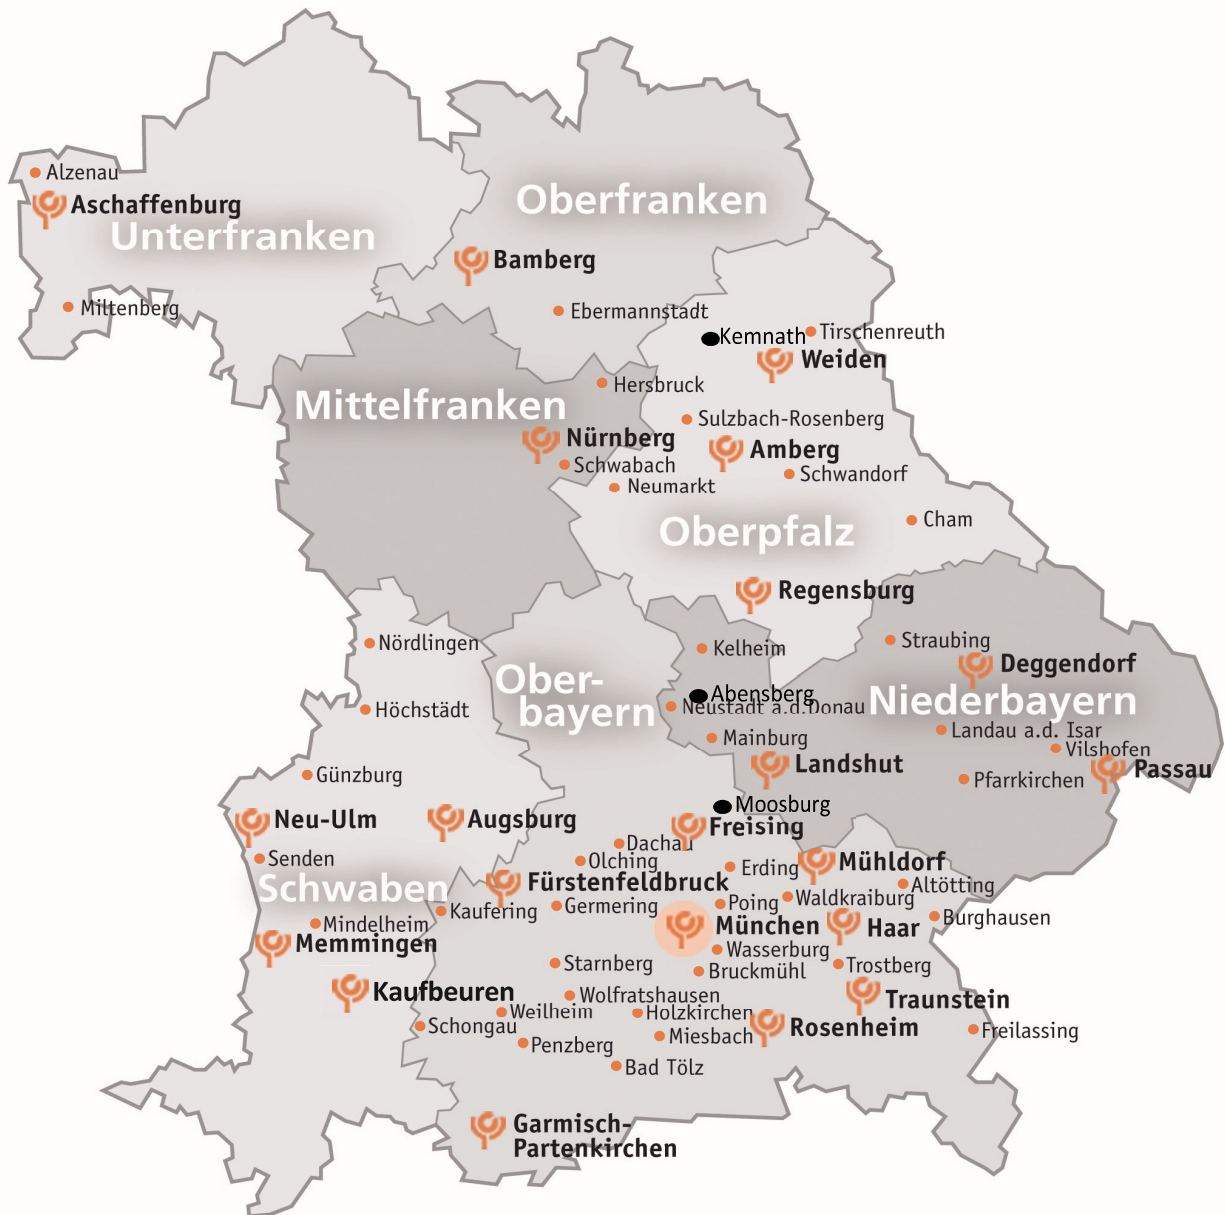 Alzenau
Aschaffenburg
Unterfranken
Oberfranken
Bamberg
Miltenberg
Ebermannstadt
Kemnath
Tirschenreuth
Weiden
Hersbruck
Mittelfranken
Sulzbach-Rosenberg
Nürnberg
Amberg
Schwabach
Schwandorf
Neumarkt
Cham
Oberpfalz
Regensburg
Nördlingen
Kelheim
Straubing
Deggendorf
Ober-
bayern
Abensberg
Niederbayern
Neustadt a.d.Donau
Höchstädt
Mainburg
Landau a.d. Isar
Vilshofen
Landshut
Passau
Günzburg
Pfarrkirchen
Moosburg
Neu-Ulm
Augsburg
Freising
Dachau
Senden
Olching
Erding
Mühldorf
Schwaben
Fürstenfeldbruck
Altötting
Kaufering
Germering
Poing
Waldkraiburg
Burghausen
Mindelheim
München
Haar
Memmingen
Wasserburg
Starnberg
Bruckmühl
Trostberg
Kaufbeuren
Wolfratshausen
Traunstein
Weilheim
Holzkirchen
Schongau
Rosenheim
Freilassing
Miesbach
Penzberg
Bad Tölz
Garmisch-
Partenkirchen